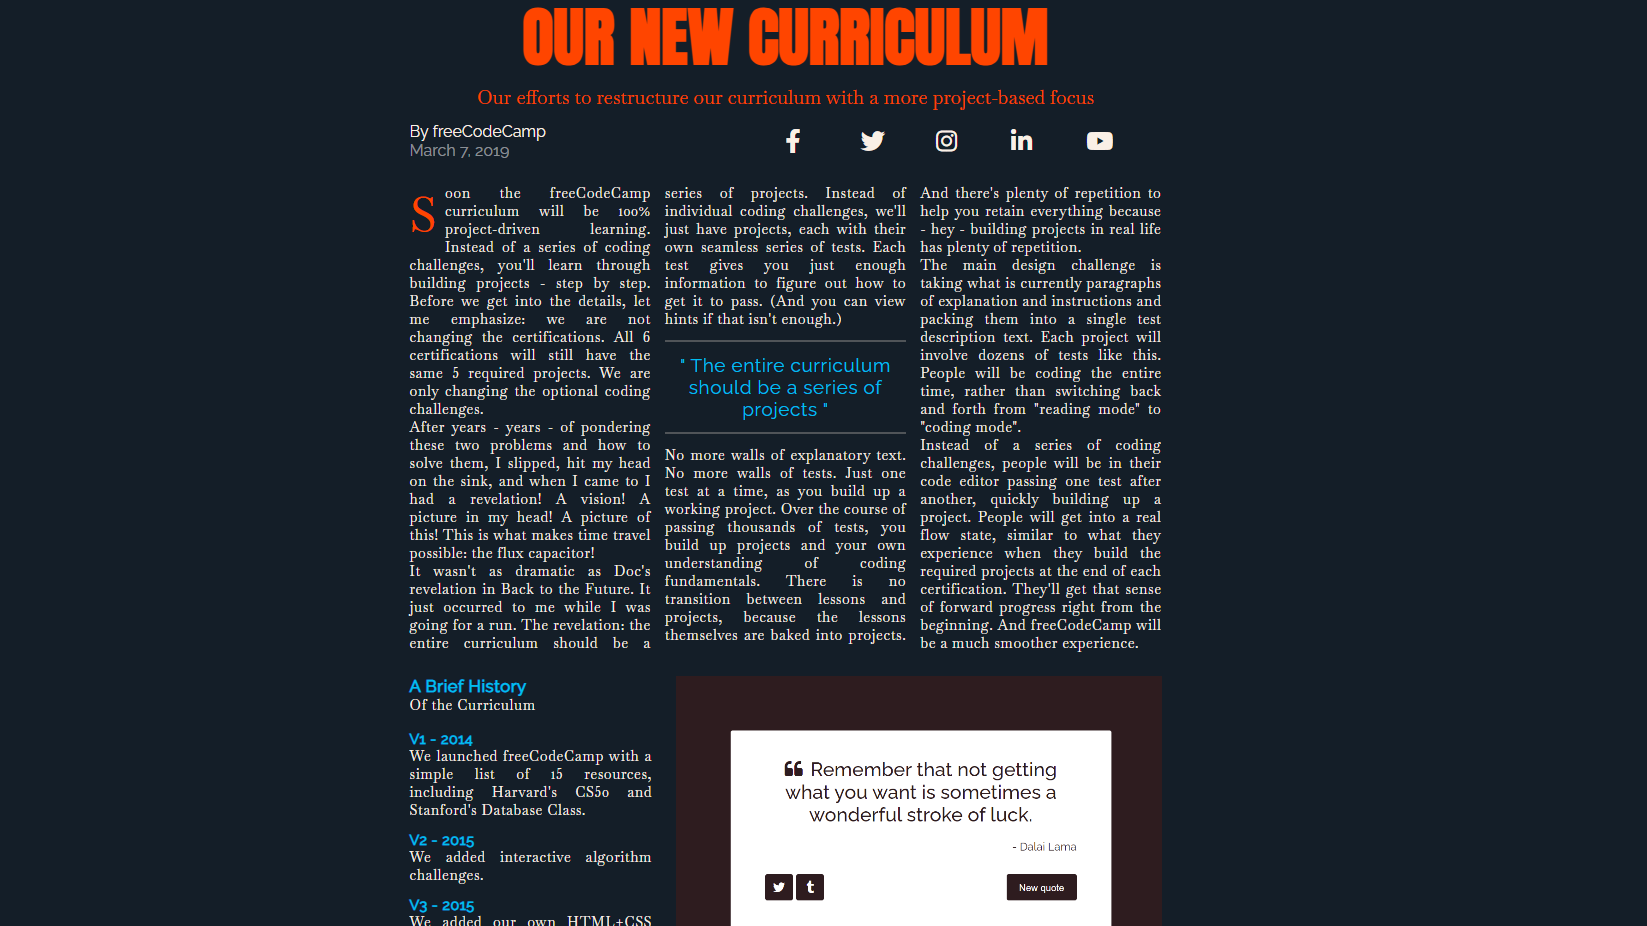 OUR NEW CURRICULUM
Our efforts to restructure our curriculum with a more project-based focus
By freeCodeCamp
March 7, 2019
Soon the freeCodeCamp
curriculum will be 100%
project-driven learning.
Instead of a series of coding
challenges, you'll learn through
building projects - step by step.
Before we get into the details, let
me emphasize: we are not
changing the certifications. All 6
certifications will still have the
same 5 required projects. We are
only changing the optional coding
challenges.
After years - years - of pondering
these two problems and how to
solve them, I slipped, hit my head
on the sink, and when I came to I
had a revelation! A vision! A
picture in my head! A picture of
this! This is what makes time travel
possible: the flux capacitor!
It wasn't as dramatic as Doc's
revelation in Back to the Future. It
just occurred to me while I was
going for a run. The revelation: the
entire curriculum should be a
series of projects. Instead of
individual coding challenges, we'll
just have projects, each with their
own seamless series of tests. Each
test gives you just enough
information to figure out how to
get it to pass. (And you can view
hints if that isn't enough.)
" The entire curriculum
should be a series of
projects "
No more walls of explanatory text.
No more walls of tests. Just one
test at a time, as you build up a
working project. Over the course of
passing thousands of tests, you
build up projects and your own
understanding of coding
fundamentals. There is no
transition between lessons and
projects, because the lessons
themselves are baked into projects.
And there's plenty of repetition to
help you retain everything because
- hey - building projects in real life
has plenty of repetition.
The main design challenge is
taking what is currently paragraphs
of explanation and instructions and
packing them into a single test
description text. Each project will
involve dozens of tests like this.
People will be coding the entire
time, rather than switching back
and forth from "reading mode" to
"coding mode".
Instead of a series of coding
challenges, people will be in their
code editor passing one test after
another, quickly building up a
project. People will get into a real
flow state, similar to what they
experience when they build the
required projects at the end of each
certification. They'll get that sense
of forward progress right from the
beginning. And freeCodeCamp will
be a much smoother experience.
A Brief History
Of the Curriculum
V1 - 2014
We launched freeCodeCamp with a
simple list of 15 resources,
including Harvard's CS50 and
Stanford's Database Class.
V2 - 2015
We added interactive algorithm
challenges.
V3 - 2015
We added our own HTML+CSS
Remember that not getting
what you want is sometimes a
wonderful stroke of luck.
- Dalai Lama
New quote